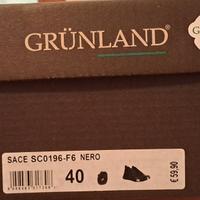 GRÜNLAND
SACE SC0196-F6 NERO
40
€ 59,90